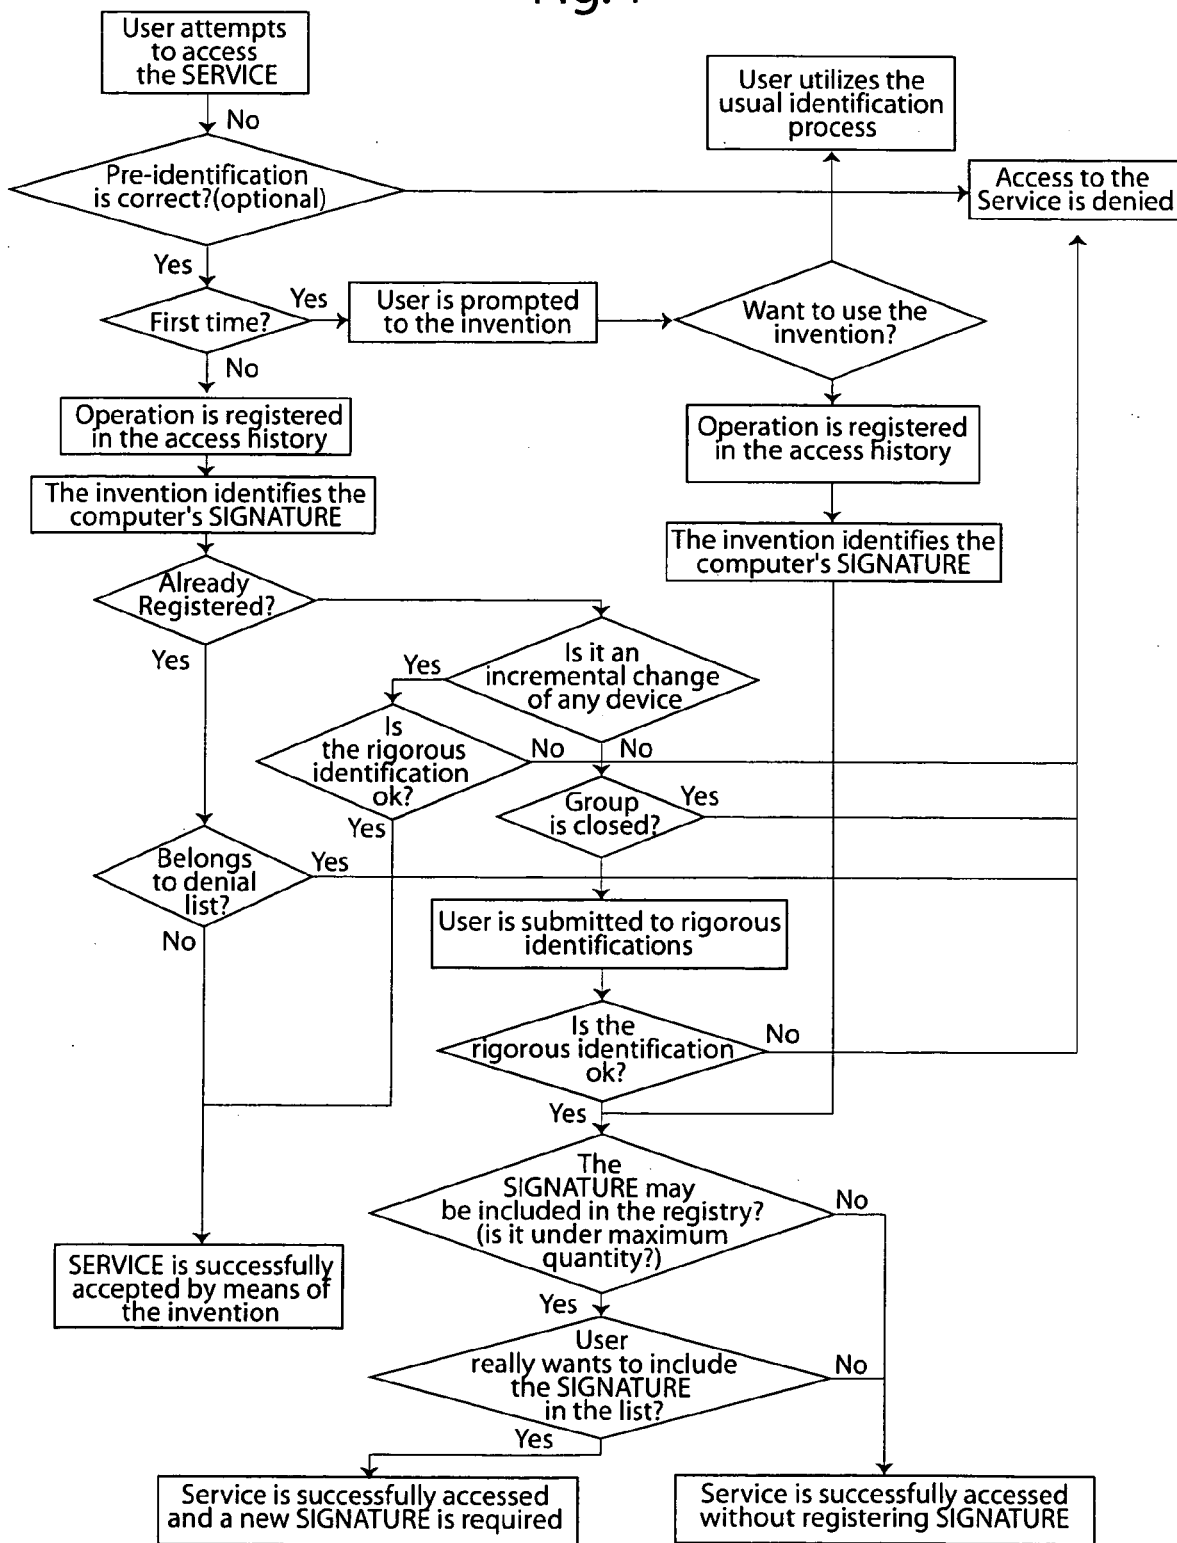 User attempts
to access
the SERVICE
No
User utilizes the
usual identification
process
Pre-identification
is correct?(optional)
Access to the
Service is denied
Yes
First time?
Yes
User is prompted
to the invention
Want to use the
invention?
No
Operation is registered
in the access history
Operation is registered
in the access history
The invention identifies the
computer's SIGNATURE
The invention identifies the
computer's SIGNATURE
Already
Registered?
Yes
Is it an
incremental change
of any device
Yes
Is
the rigorous
identification
ok?
No
No
Yes
Group
is closed?
Yes
Belongs
to denial
list?
Yes
No
User is submitted to rigorous
identifications
Is the
rigorous identification
ok?
No
Yes
The
SIGNATURE may
be included in the registry?
(is it under maximum
quantity?)
No
SERVICE is successfully
accepted by means of
the invention
Yes
User
really wants to include
the SIGNATURE
in the list?
No
Yes
Service is successfully accessed
and a new SIGNATURE is required
Service is successfully accessed
without registering SIGNATURE